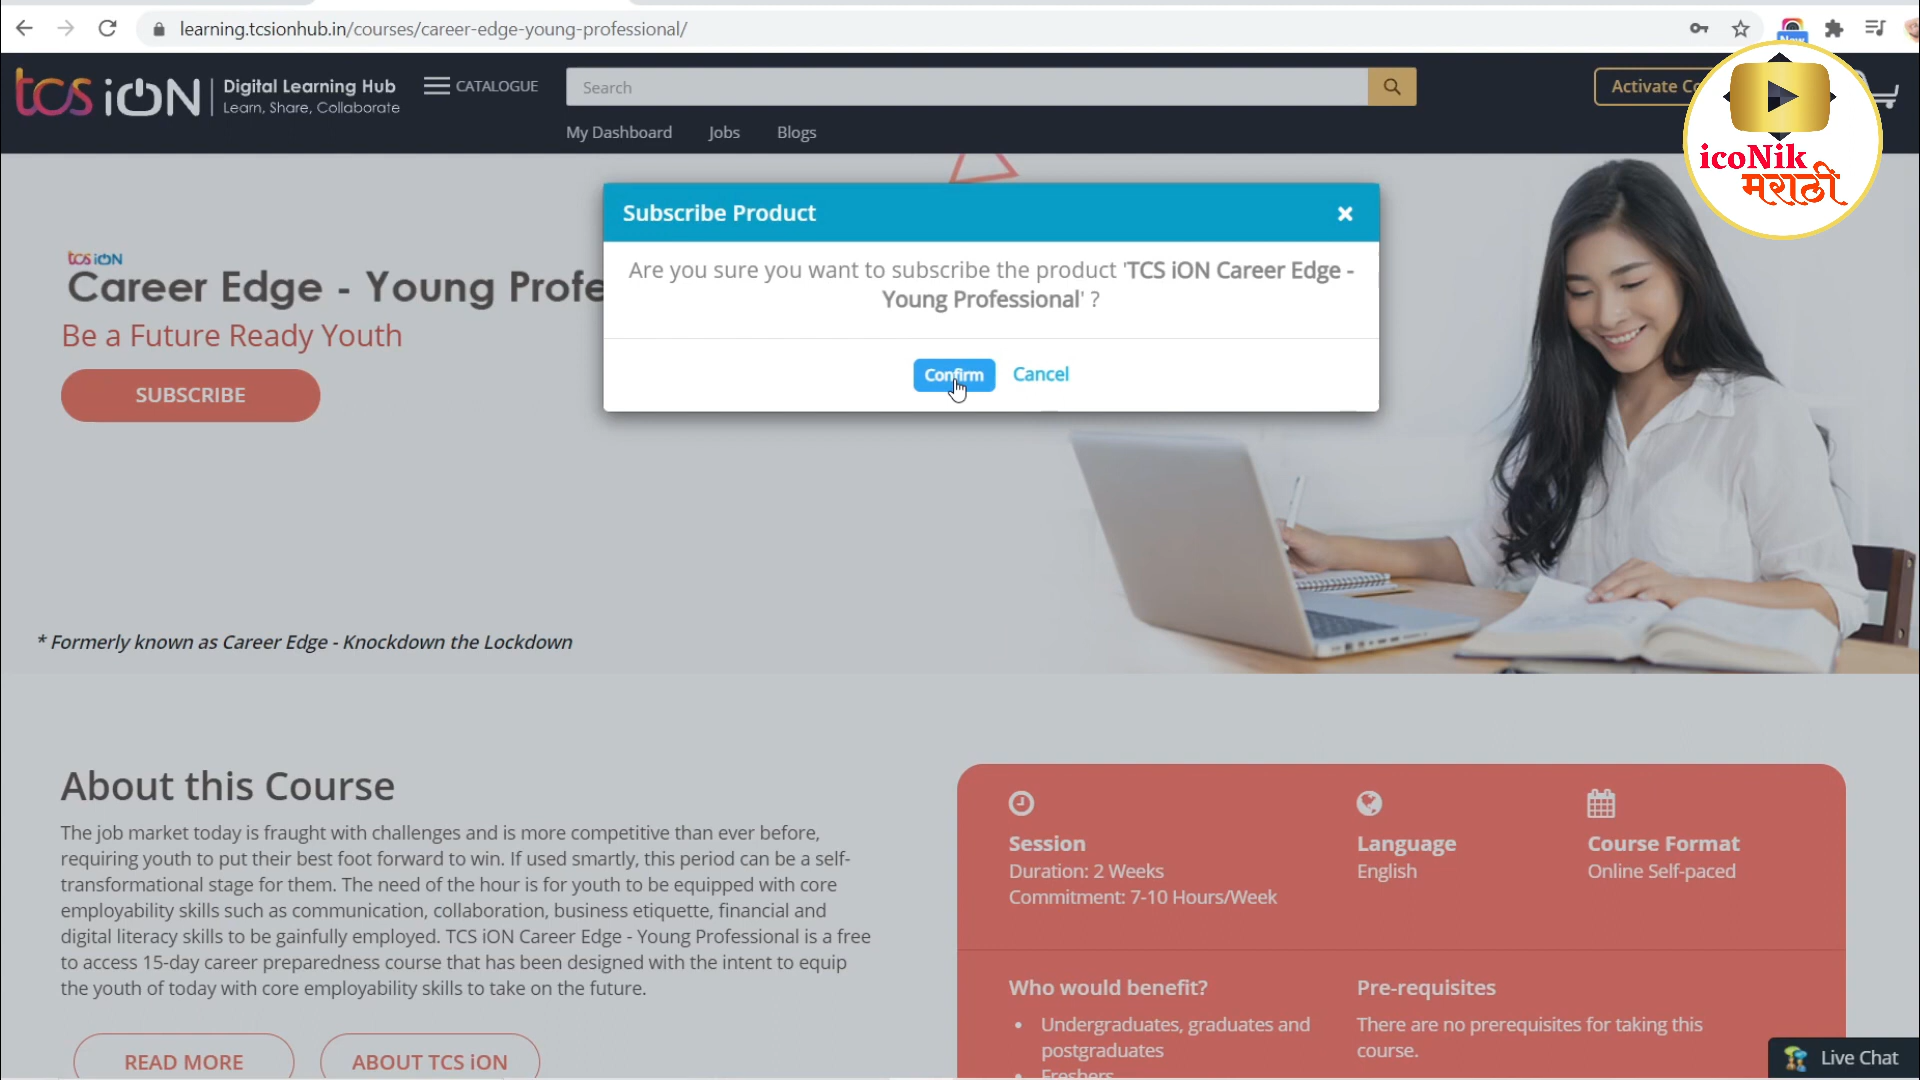 learning.tcsionhub.in/courses/career-edge-young-professional/
New
tcs iON
Digital Learning Hub
Learn, Share, Collaborate
CATALOGUE
Search
Activate
My Dashboard
Jobs
Blogs
icoNik
मराठी
Subscribe Product
Are you sure you want to subscribe the product 'TCS iON Career Edge -
Young Professional' ?
Confirm
Cancel
tcs iON
Career Edge - Young Profe
Be a Future Ready Youth
SUBSCRIBE
* Formerly known as Career Edge - Knockdown the Lockdown
About this Course
The job market today is fraught with challenges and is more competitive than ever before,
requiring youth to put their best foot forward to win. If used smartly, this period can be a self-
transformational stage for them. The need of the hour is for youth to be equipped with core
employability skills such as communication, collaboration, business etiquette, financial and
digital literacy skills to be gainfully employed. TCS iON Career Edge - Young Professional is a free
to access 15-day career preparedness course that has been designed with the intent to equip
the youth of today with core employability skills to take on the future.
READ MORE
ABOUT TCS iON
Session
Duration: 2 Weeks
Commitment: 7-10 Hours/Week
Language
English
Course Format
Online Self-paced
Who would benefit?
• Undergraduates, graduates and
postgraduates
• Freshers
Pre-requisites
There are no prerequisites for taking this
course.
Live Chat